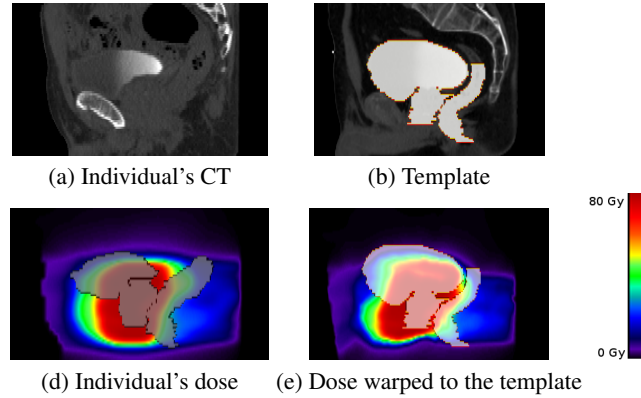 (a) Individual's CT
(b) Template
80 Gy
0 Gy
(d) Individual's dose
(e) Dose warped to the template